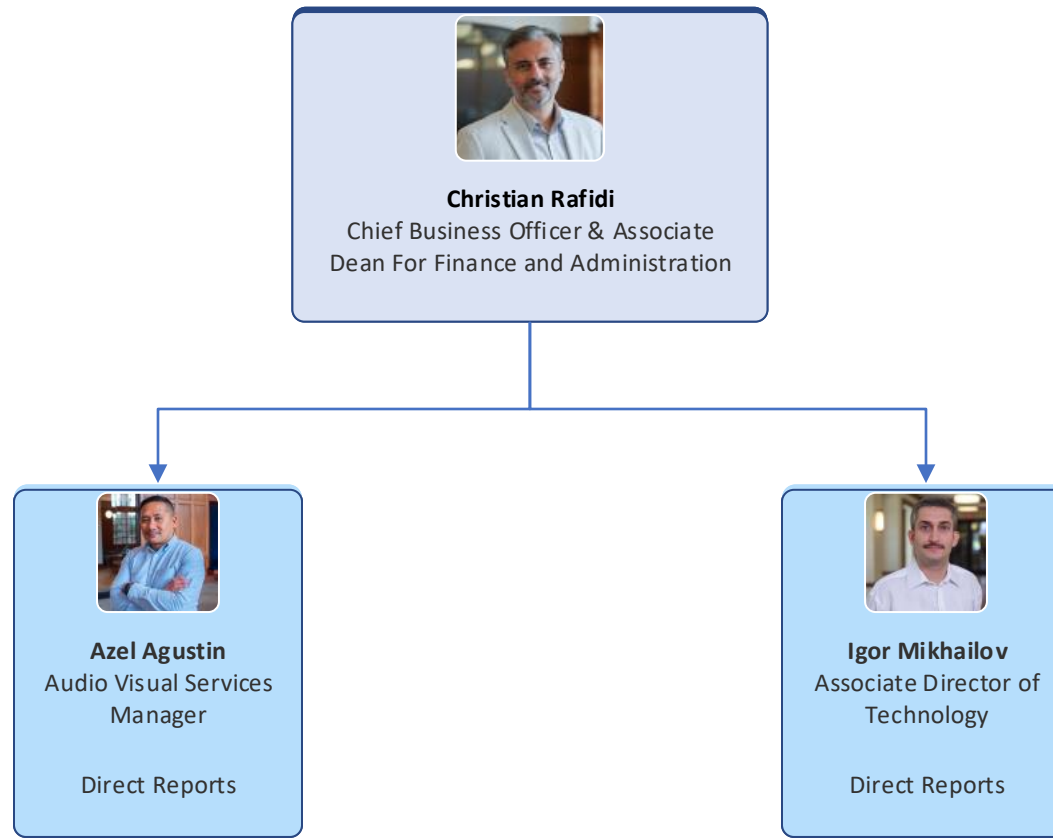 Christian Rafidi
Chief Business Officer & Associate
Dean For Finance and Administration
Azel Agustin
Audio Visual Services
Manager
Direct Reports
Igor Mikhailov
Associate Director of
Technology
Direct Reports